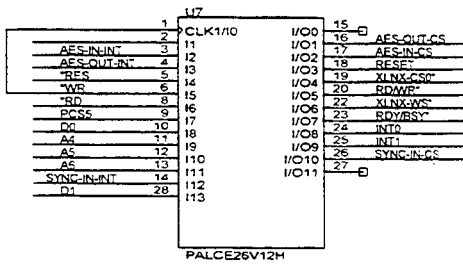 U7
1 CLK1/I0 I/O0 15
2 I1 I/O1 16 AES-OUT-CS
AES-IN-INT 3 I2 I/O2 17 AES-IN-CS
AES-OUT-INT 4 I3 I/O3 18 RESET
*RES 5 I4 I/O4 19 XLNX-CS0*
*WR 6 I5 I/O5 20 RD/WR*
*RD 8 I6 I/O6 22 XLNX-WS*
PCS5 9 I7 I/O7 23 RDY/BSY*
D0 10 I8 I/O8 24 INT0
A4 11 I9 I/O9 25 INT1
A5 12 I10 I/O10 26 SYNC-IN-CS
A6 13 I11 I/O11 27
SYNC-IN-INT 14 I12
D1 28 I13
PALCE26V12H